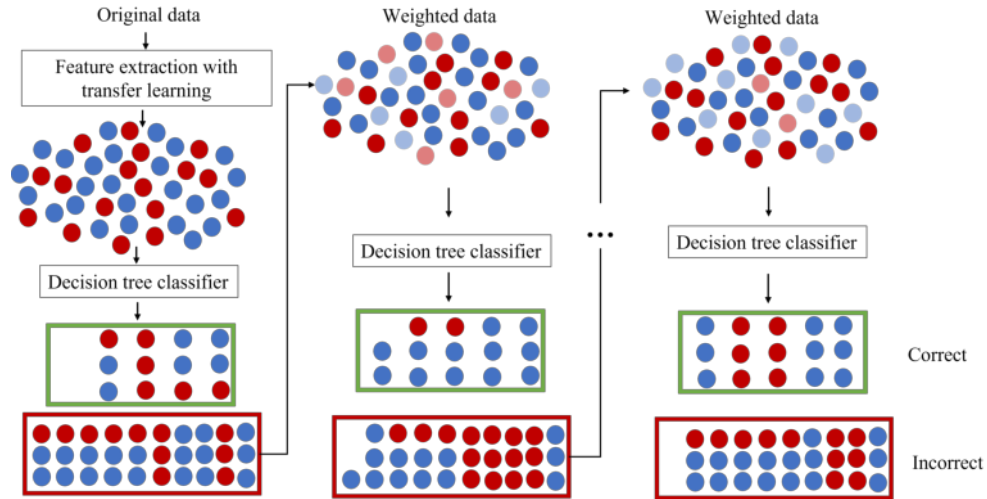 Original data
Feature extraction with
transfer learning
Decision tree classifier
Weighted data
Decision tree classifier
...
Weighted data
Decision tree classifier
Correct
Incorrect